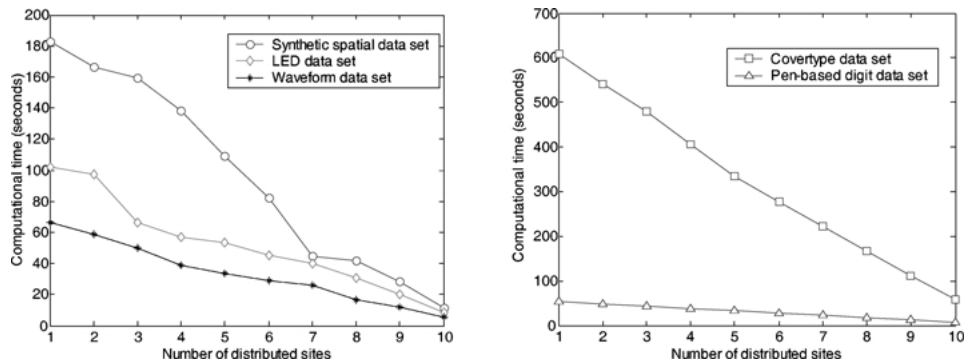 200
180
160
140
120
100
80
60
40
20
0
Computational time (seconds)
Synthetic spatial data set
LED data set
Waveform data set
1 2 3 4 5 6 7 8 9 10
Number of distributed sites
700
600
500
400
300
200
100
0
Computational time (seconds)
Covertype data set
Pen-based digit data set
1 2 3 4 5 6 7 8 9 10
Number of distributed sites